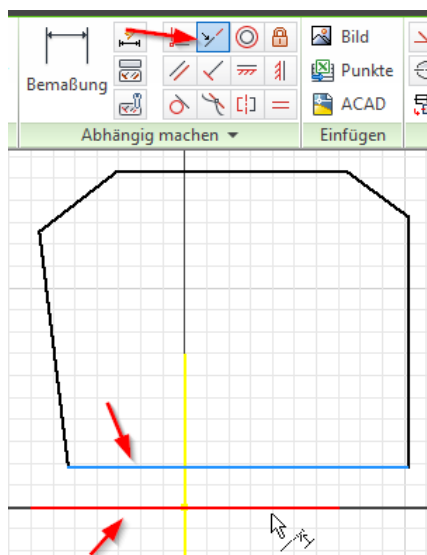 Bild
Bemaßung
Punkte
ACAD
Abhängig machen
Einfügen